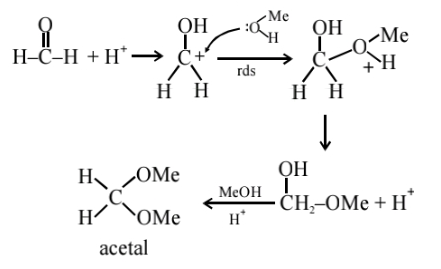 O
H–C–H + H⁺
OH
C+
H H
:O Me
H
rds
OH
C
O Me
+ H
H H
OH
CH₂–OMe + H⁺
MeOH
H⁺
H OMe
C
H OMe
acetal